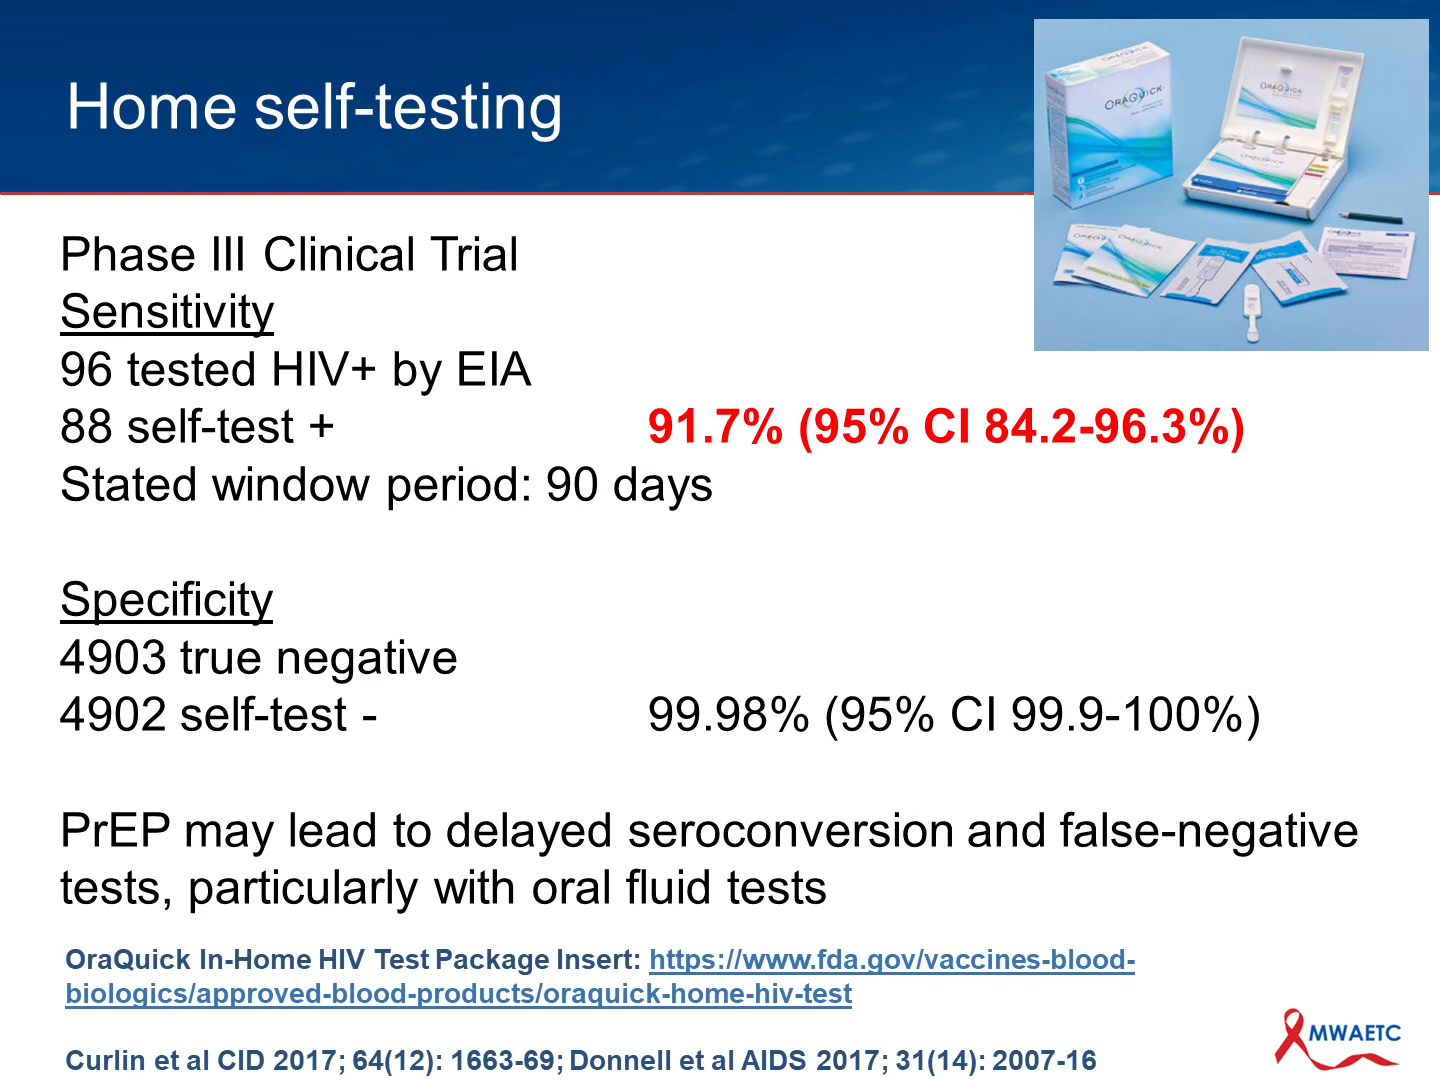 Home self-testing
ORAQUICK
ORAQUICK
Phase III Clinical Trial
Sensitivity
96 tested HIV+ by EIA
88 self-test + 91.7% (95% CI 84.2-96.3%)
Stated window period: 90 days
Specificity
4903 true negative
4902 self-test - 99.98% (95% CI 99.9-100%)
PrEP may lead to delayed seroconversion and false-negative
tests, particularly with oral fluid tests
OraQuick In-Home HIV Test Package Insert: https://www.fda.gov/vaccines-blood-
biologics/approved-blood-products/oraquick-home-hiv-test
Curlin et al CID 2017; 64(12): 1663-69; Donnell et al AIDS 2017; 31(14): 2007-16
MWAETC